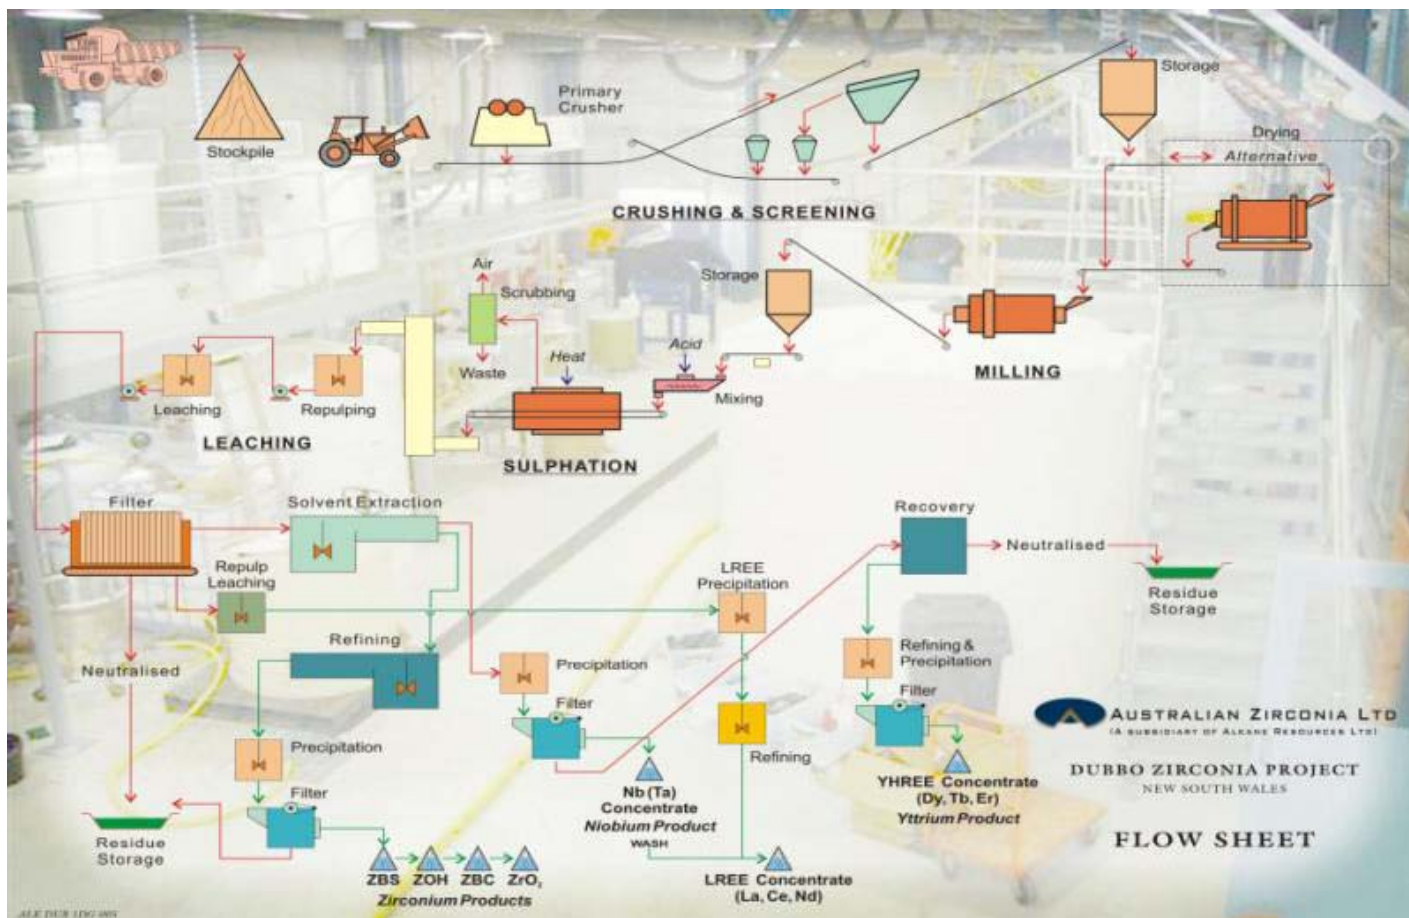 Primary
Crusher
Storage
Stockpile
Drying
Alternative
CRUSHING & SCREENING
Air
Scrubbing
Storage
Heat
Acid
Waste
Mixing
MILLING
Leaching
Repulping
LEACHING
SULPHATION
Filter
Solvent Extraction
Recovery
Neutralised
Repulp
Leaching
LREE
Precipitation
Residue
Storage
Refining
Neutralised
Precipitation
Refining &
Precipitation
Filter
Filter
AUSTRALIAN ZIRCONIA LTD
(A SUBSIDIARY OF ALKANE RESOURCES LTD)
Precipitation
Refining
DUBBO ZIRCONIA PROJECT
NEW SOUTH WALES
Filter
Nb (Ta)
Concentrate
Niobium Product
WASH
YHREE Concentrate
(Dy, Tb, Er)
Yttrium Product
FLOW SHEET
Residue
Storage
ZBS ZOH ZBC ZrO₂
Zirconium Products
LREE Concentrate
(La, Ce, Nd)